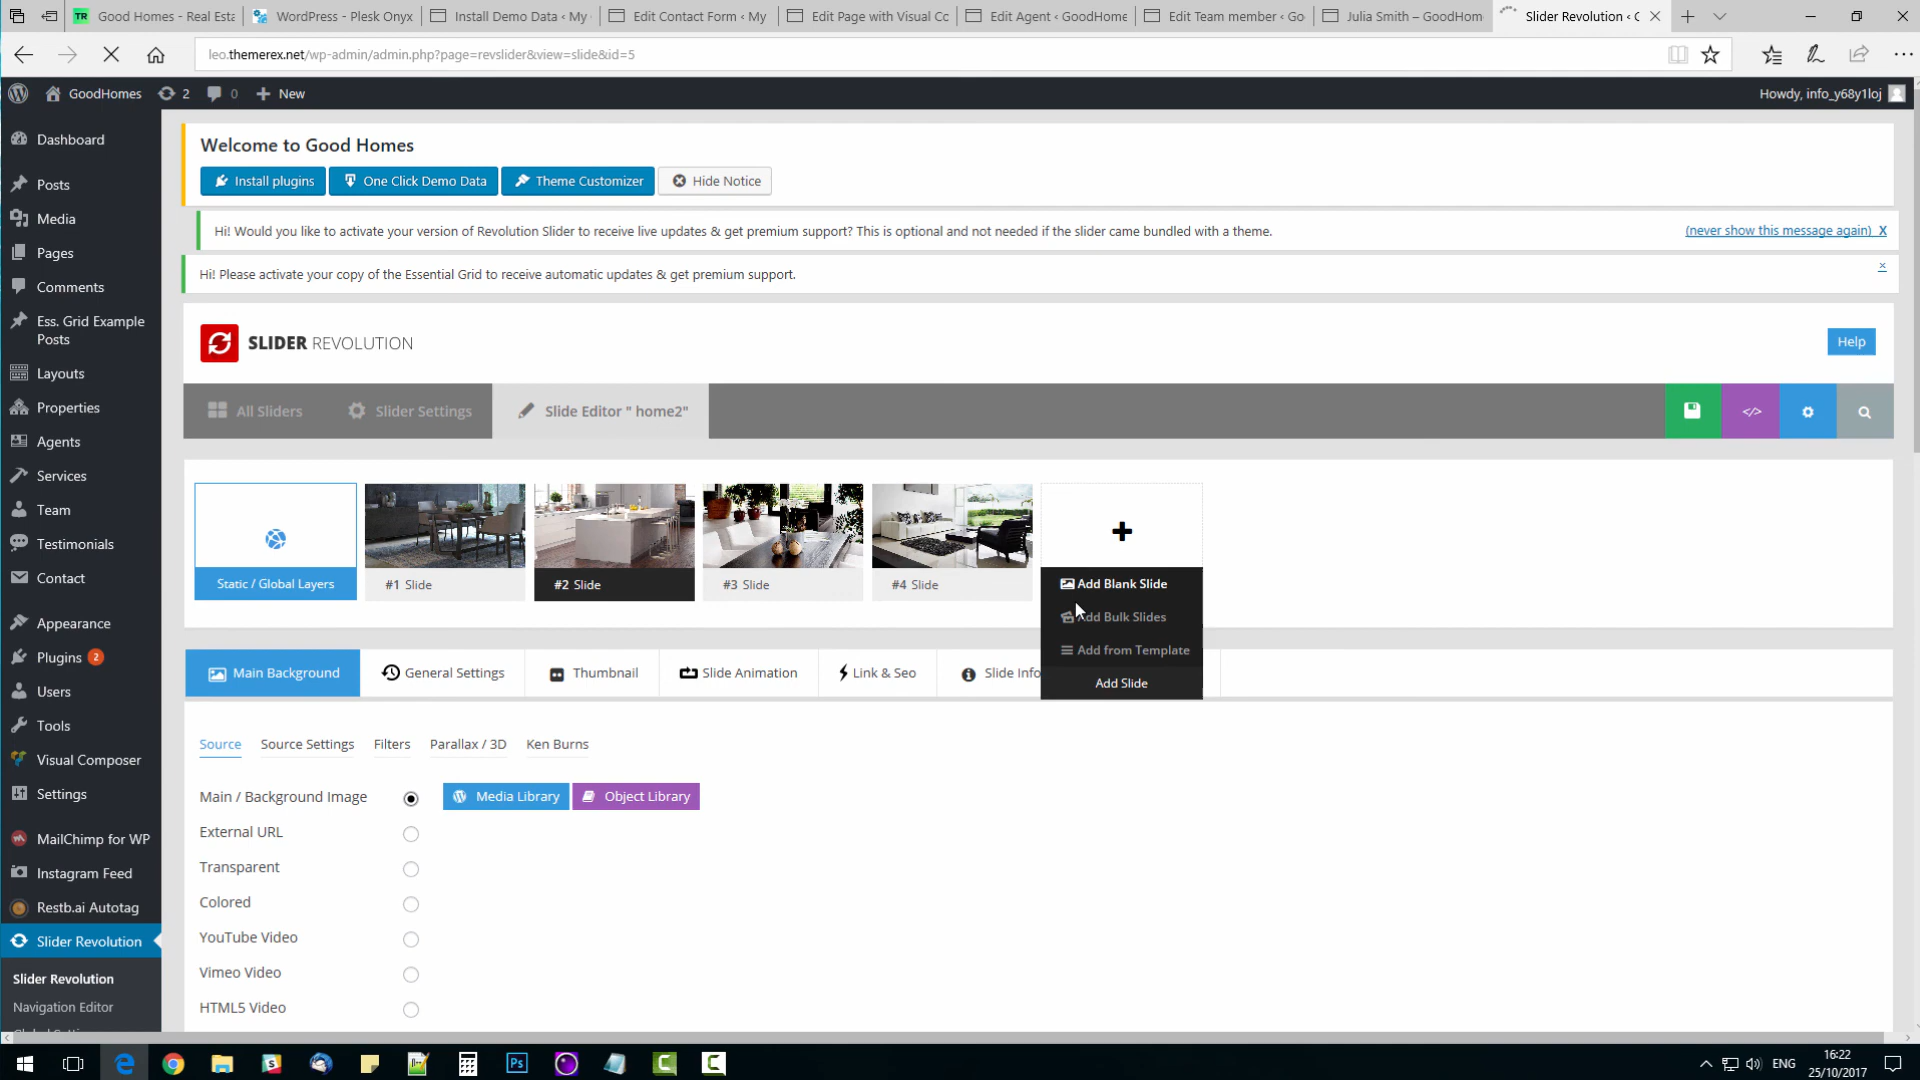 Good Homes - Real Esta
WordPress - Plesk Onyx
Install Demo Data ‹ My
Edit Contact Form ‹ My
Edit Page with Visual Cc
Edit Agent ‹ GoodHome
Edit Team member ‹ Go
Julia Smith – GoodHom
Slider Revolution ‹ G
leo.themerex.net/wp-admin/admin.php?page=revslider&view=slide&id=5
GoodHomes
2
0
New
Howdy, info_y68y1loj
Dashboard
Posts
Media
Pages
Comments
Ess. Grid Example
Posts
Layouts
Properties
Agents
Services
Team
Testimonials
Contact
Appearance
Plugins 2
Users
Tools
Visual Composer
Settings
MailChimp for WP
Instagram Feed
Restb.ai Autotag
Slider Revolution
Slider Revolution
Navigation Editor
Welcome to Good Homes
Install plugins
One Click Demo Data
Theme Customizer
Hide Notice
Hi! Would you like to activate your version of Revolution Slider to receive live updates & get premium support? This is optional and not needed if the slider came bundled with a theme.
(never show this message again) X
Hi! Please activate your copy of the Essential Grid to receive automatic updates & get premium support.
SLIDER REVOLUTION
Help
All Sliders
Slider Settings
Slide Editor " home2"
</>
Static / Global Layers
#1 Slide
#2 Slide
#3 Slide
#4 Slide
Add Blank Slide
Add Bulk Slides
Add from Template
Add Slide
Main Background
General Settings
Thumbnail
Slide Animation
Link & Seo
Slide Info
Source
Source Settings
Filters
Parallax / 3D
Ken Burns
Main / Background Image
Media Library
Object Library
External URL
Transparent
Colored
YouTube Video
Vimeo Video
HTML5 Video
ENG
16:22
25/10/2017